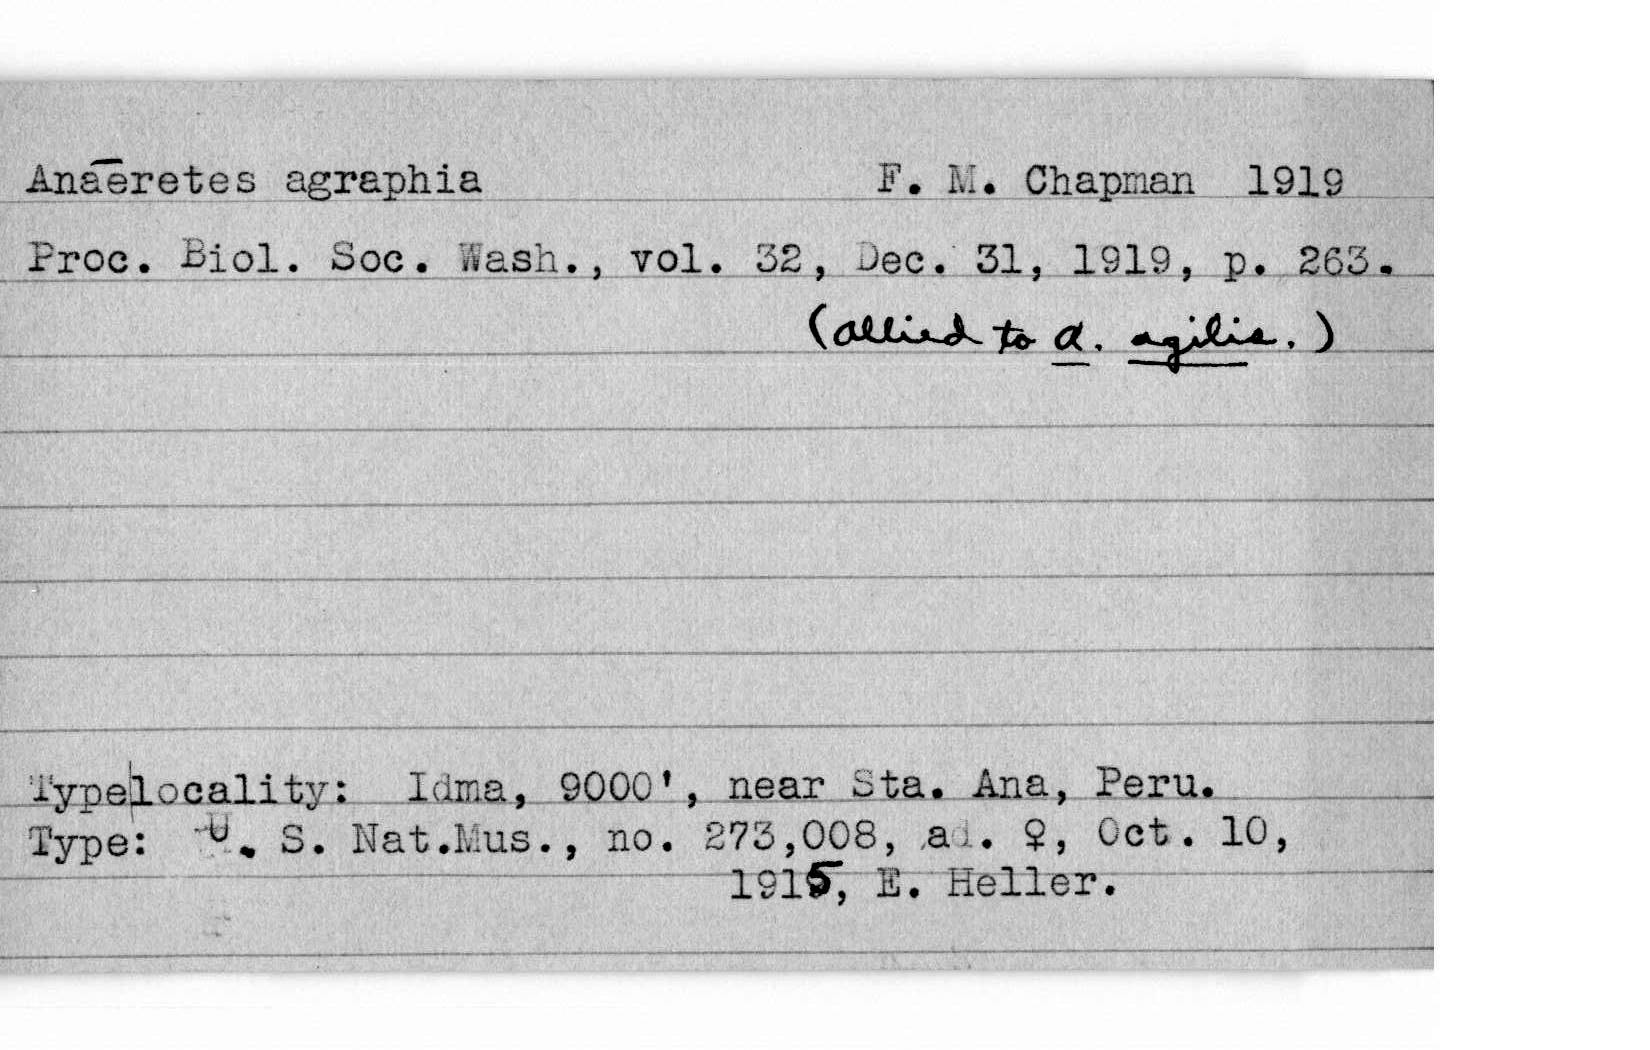 Anaeretes agraphia F. M. Chapman 1919
Proc. Biol. Soc. Wash., vol. 32, Dec. 31, 1919, p. 263.
(allied to A. agilis.)
Type locality: Idma, 9000', near Sta. Ana, Peru.
Type: U. S. Nat.Mus., no. 273,008, ad. ♀, Oct. 10,
1915, E. Heller.